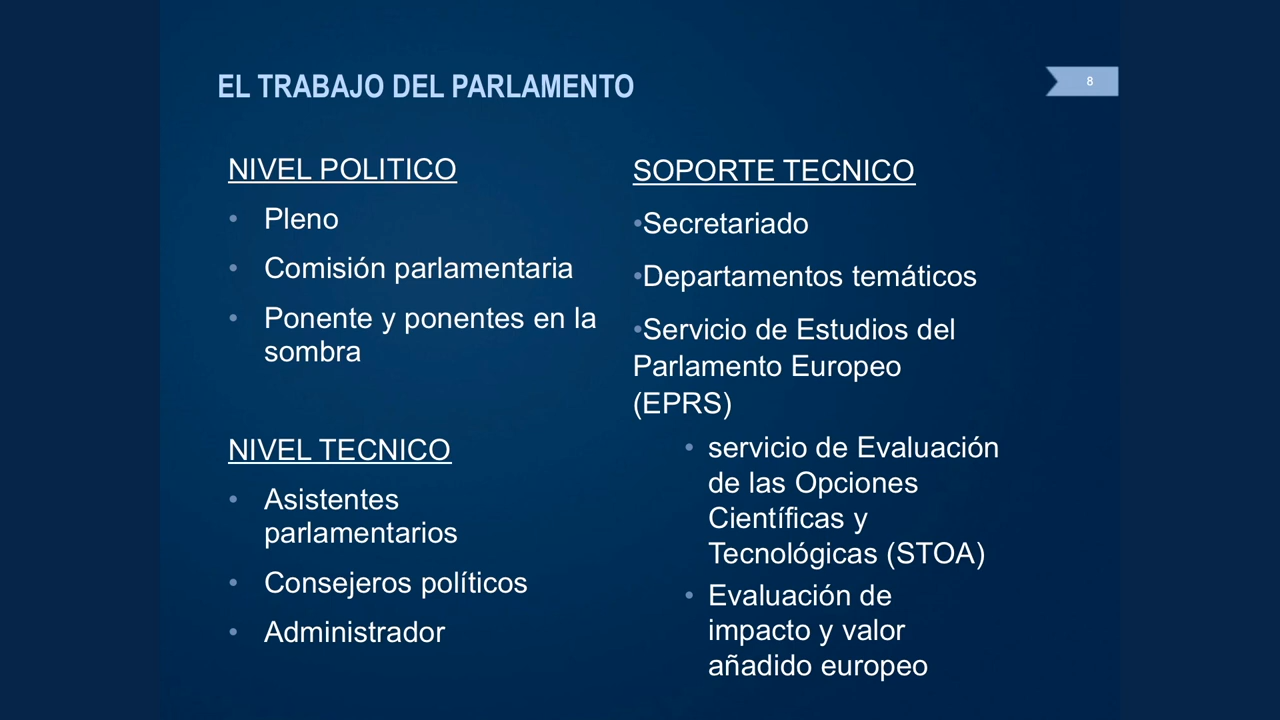 EL TRABAJO DEL PARLAMENTO
8
NIVEL POLITICO
• Pleno
• Comisión parlamentaria
• Ponente y ponentes en la
sombra
NIVEL TECNICO
• Asistentes
parlamentarios
• Consejeros políticos
• Administrador
SOPORTE TECNICO
•Secretariado
•Departamentos temáticos
•Servicio de Estudios del
Parlamento Europeo
(EPRS)
• servicio de Evaluación
de las Opciones
Científicas y
Tecnológicas (STOA)
• Evaluación de
impacto y valor
añadido europeo